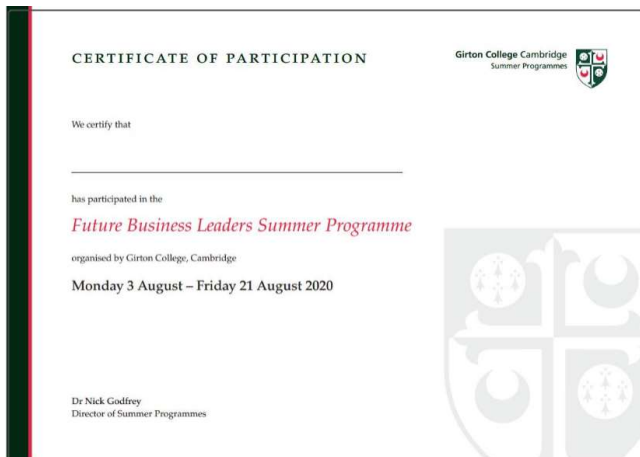 CERTIFICATE OF PARTICIPATION
Girton College Cambridge
Summer Programmes
We certify that
has participated in the
Future Business Leaders Summer Programme
organised by Girton College, Cambridge
Monday 3 August – Friday 21 August 2020
Dr Nick Godfrey
Director of Summer Programmes